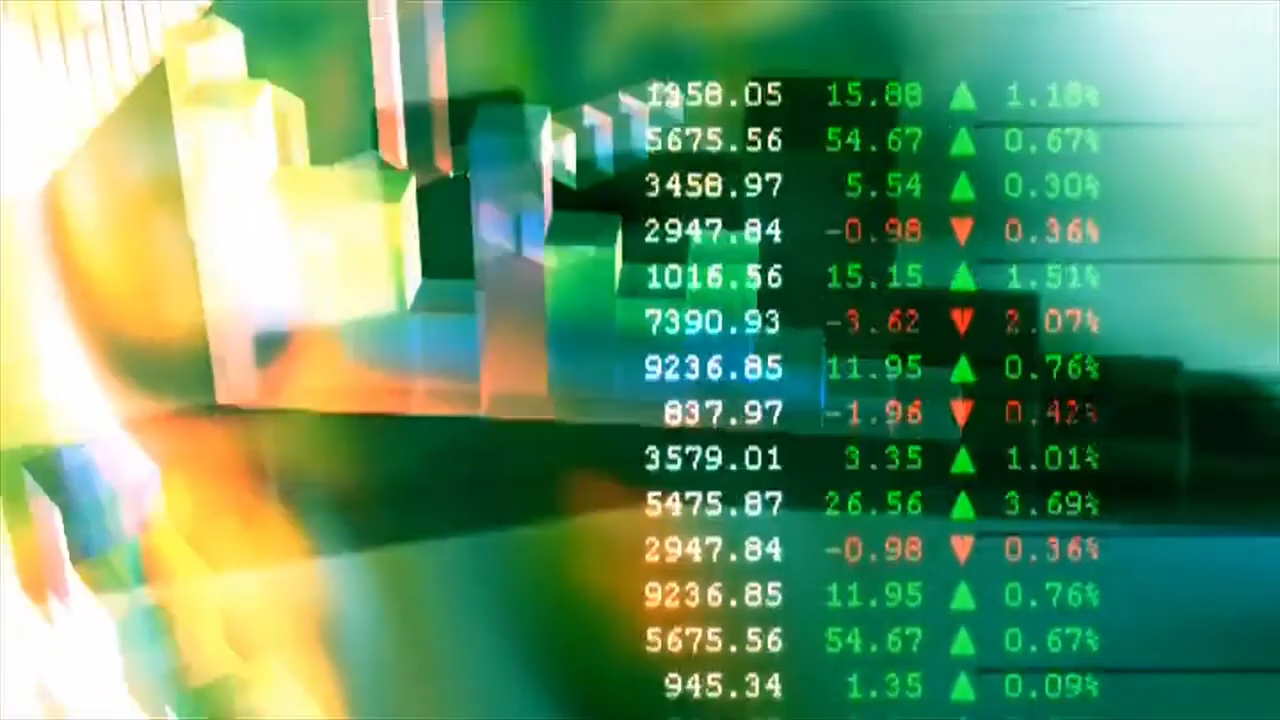 1358.05 15.88 ▲ 1.18%
5675.56 54.67 ▲ 0.67%
3458.97 5.54 ▲ 0.30%
2947.84 -0.98 ▼ 0.36%
1016.56 15.15 ▲ 1.51%
7390.93 -3.62 ▼ 2.07%
9236.85 11.95 ▲ 0.76%
837.97 -1.96 ▼ 0.42%
3579.01 3.35 ▲ 1.01%
5475.87 26.56 ▲ 3.69%
2947.84 -0.98 ▼ 0.36%
9236.85 11.95 ▲ 0.76%
5675.56 54.67 ▲ 0.67%
945.34 1.35 ▲ 0.09%